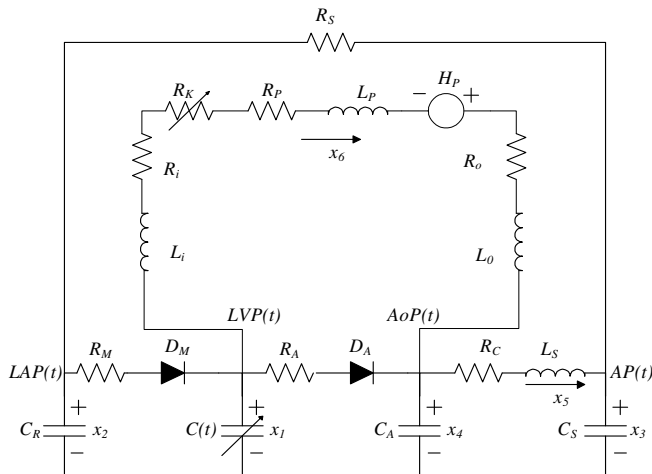 R_S
R_K
R_P
L_P
− H_P +
x_6
R_i
R_o
L_i
L_0
LVP(t)
AoP(t)
R_M
D_M
R_A
D_A
R_C
L_S
LAP(t)
AP(t)
x_5
+ + + +
C_R x_2 C(t) x_1 C_A x_4 C_S x_3
− − − −